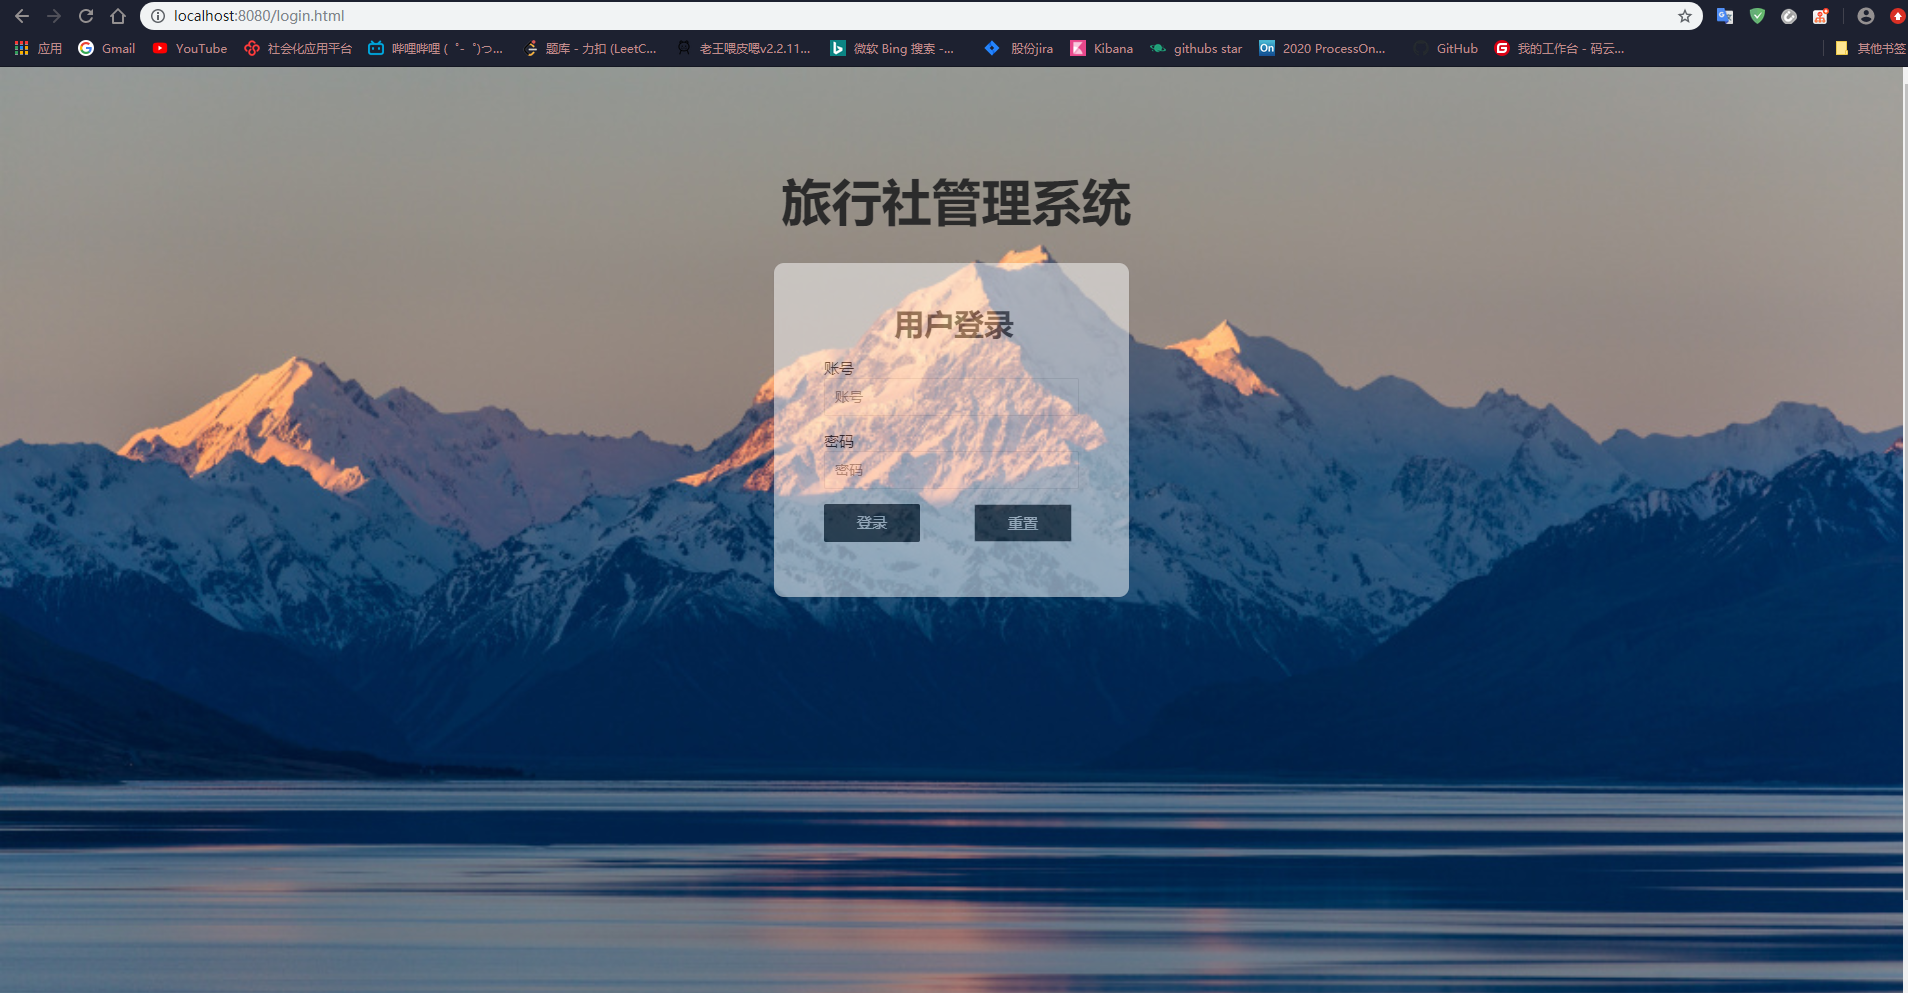 localhost:8080/login.html
应用 Gmail YouTube 社会化应用平台 哔哩哔哩 ( ゜- ゜)つ... 题库 - 力扣 (LeetC... 老王喂皮嗯v2.2.11... 微软 Bing 搜索 -... 股份jira Kibana githubs star On 2020 ProcessOn... GitHub 我的工作台 - 码云... 其他书签
旅行社管理系统
用户登录
账号
账号
密码
密码
登录 重置